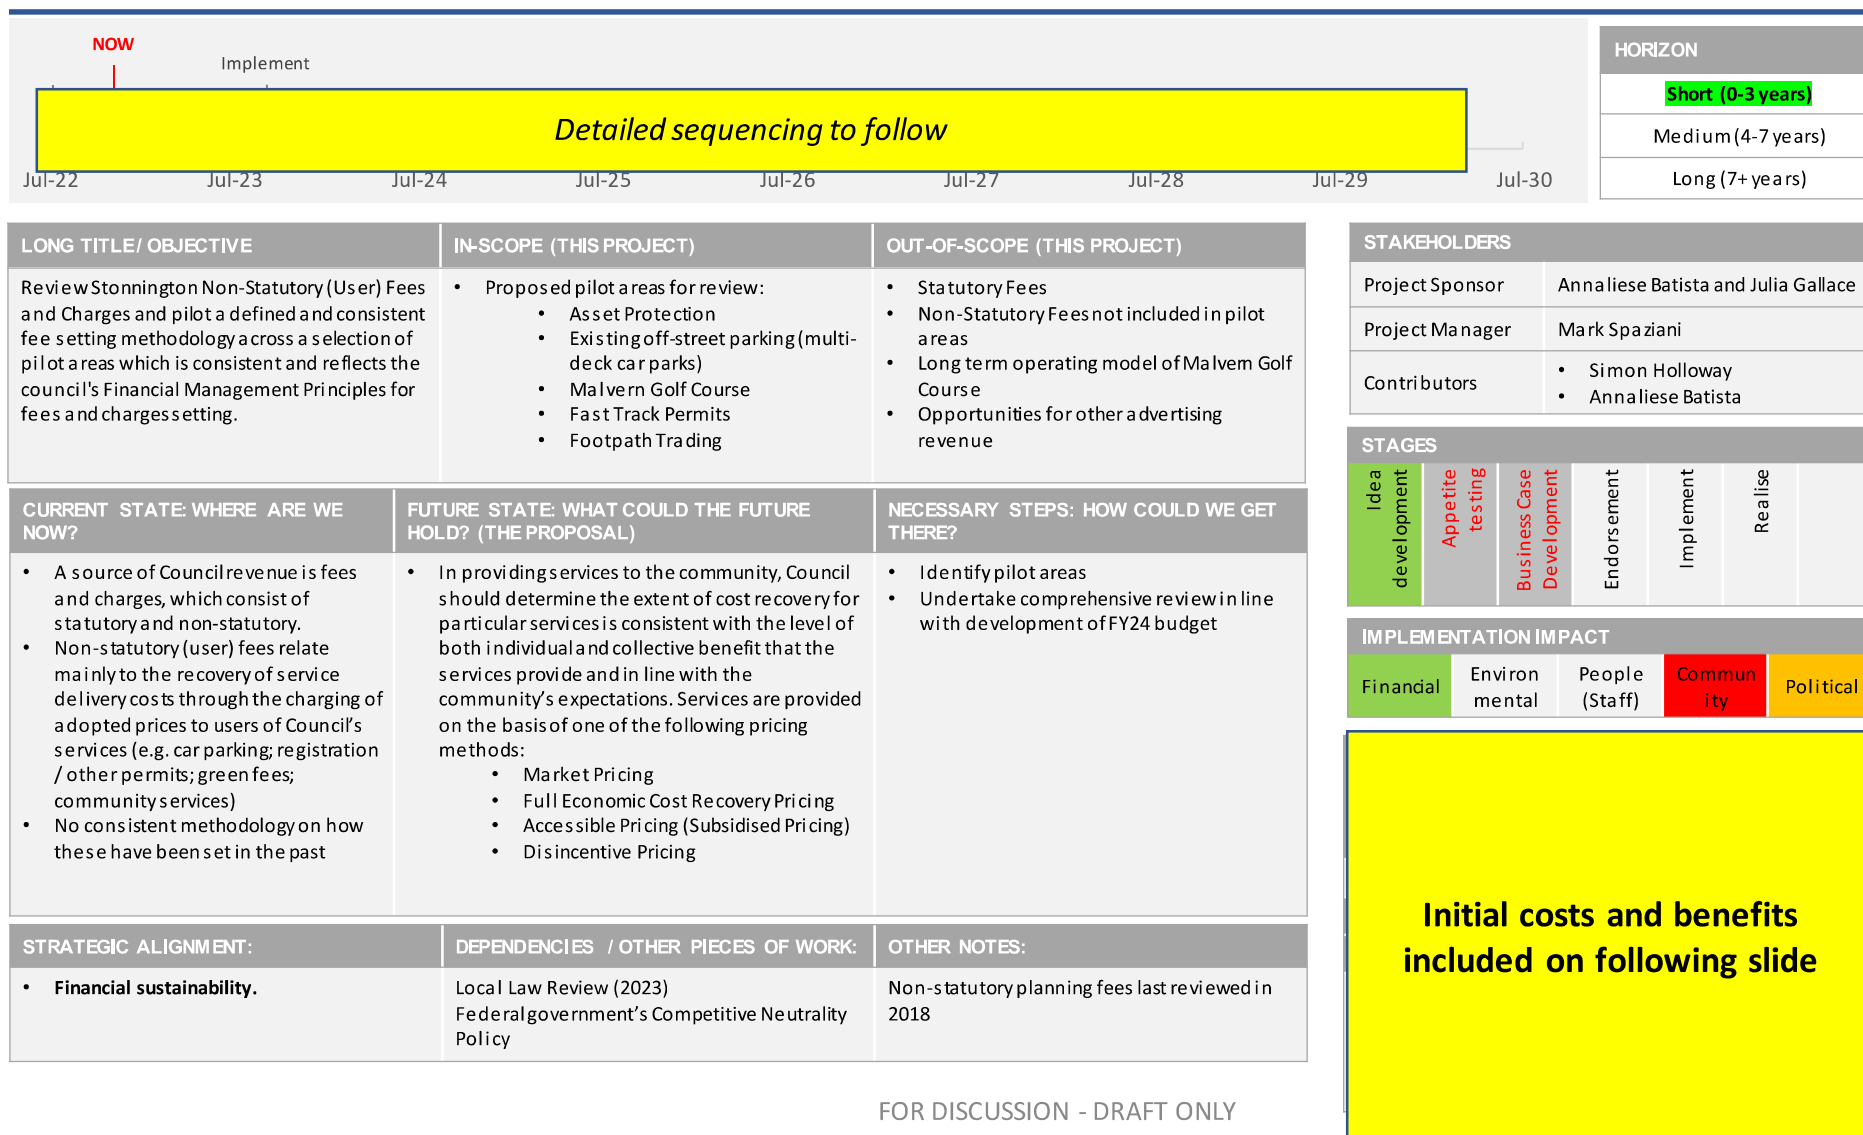 NOW
Implement
Detailed sequencing to follow
Jul-22 Jul-23 Jul-24 Jul-25 Jul-26 Jul-27 Jul-28 Jul-29 Jul-30
HORIZON
Short (0-3 years)
Medium (4-7 years)
Long (7+ years)
LONG TITLE/ OBJECTIVE
Review Stonnington Non-Statutory (User) Fees
and Charges and pilot a defined and consistent
fee setting methodology across a selection of
pilot areas which is consistent and reflects the
council's Financial Management Principles for
fees and charges setting.
IN-SCOPE (THIS PROJECT)
• Proposed pilot areas for review:
• Asset Protection
• Existing off-street parking (multi-
deck car parks)
• Malvern Golf Course
• Fast Track Permits
• Footpath Trading
OUT-OF-SCOPE (THIS PROJECT)
• Statutory Fees
• Non-Statutory Fees not included in pilot
areas
• Long term operating model of Malvern Golf
Course
• Opportunities for other advertising
revenue
STAKEHOLDERS
Project Sponsor Annaliese Batista and Julia Gallace
Project Manager Mark Spaziani
Contributors
• Simon Holloway
• Annaliese Batista
STAGES
Idea
development
Appetite
testing
Business Case
Development
Endorsement
Implement
Realise
CURRENT STATE: WHERE ARE WE
NOW?
• A source of Council revenue is fees
and charges, which consist of
statutory and non-statutory.
• Non-statutory (user) fees relate
mainly to the recovery of service
delivery costs through the charging of
adopted prices to users of Council’s
services (e.g. car parking; registration
/ other permits; green fees;
community services)
• No consistent methodology on how
these have been set in the past
FUTURE STATE: WHAT COULD THE FUTURE
HOLD? (THE PROPOSAL)
• In providing services to the community, Council
should determine the extent of cost recovery for
particular services is consistent with the level of
both individual and collective benefit that the
services provide and in line with the
community’s expectations. Services are provided
on the basis of one of the following pricing
methods:
• Market Pricing
• Full Economic Cost Recovery Pricing
• Accessible Pricing (Subsidised Pricing)
• Disincentive Pricing
NECESSARY STEPS: HOW COULD WE GET
THERE?
• Identify pilot areas
• Undertake comprehensive review in line
with development of FY24 budget
IMPLEMENTATION IMPACT
Financial
Environ
mental
People
(Staff)
Commun
ity
Political
Initial costs and benefits
included on following slide
STRATEGIC ALIGNMENT:
• Financial sustainability.
DEPENDENCIES / OTHER PIECES OF WORK:
Local Law Review (2023)
Federal government’s Competitive Neutrality
Policy
OTHER NOTES:
Non-statutory planning fees last reviewed in
2018
FOR DISCUSSION - DRAFT ONLY